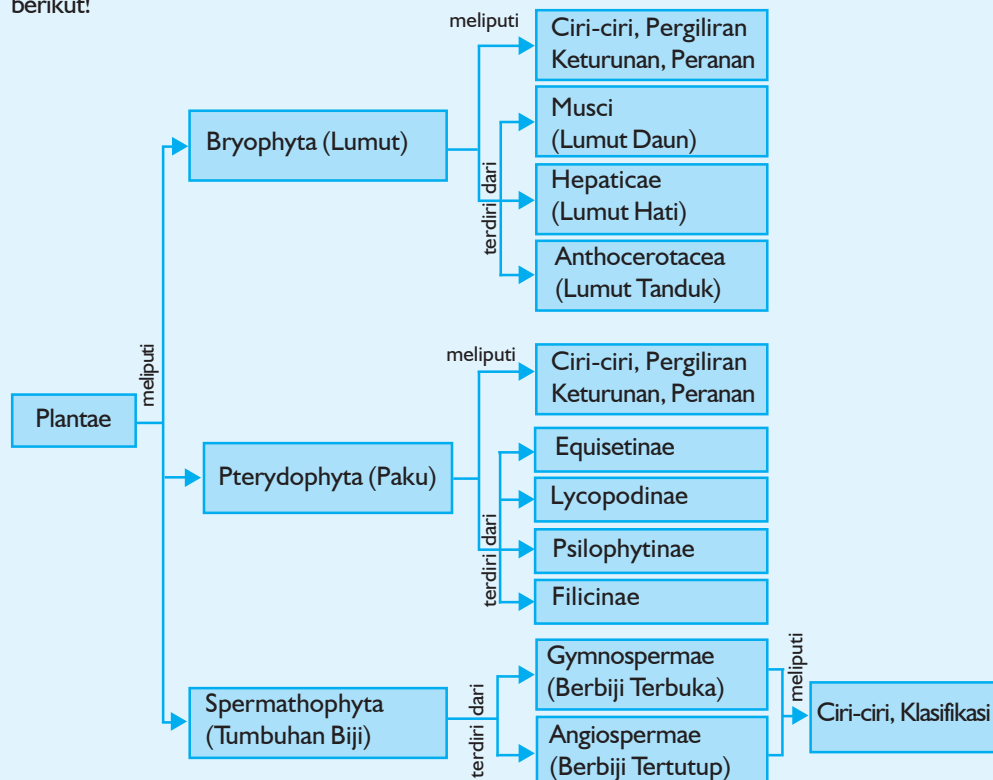 berikut!
Plantae
meliputi
Bryophyta (Lumut)
meliputi
Ciri-ciri, Pergiliran
Keturunan, Peranan
terdiri dari
Musci
(Lumut Daun)
Hepaticae
(Lumut Hati)
Anthocerotacea
(Lumut Tanduk)
Pterydophyta (Paku)
meliputi
Ciri-ciri, Pergiliran
Keturunan, Peranan
terdiri dari
Equisetinae
Lycopodinae
Psilophytinae
Filicinae
Spermathophyta
(Tumbuhan Biji)
terdiri dari
Gymnospermae
(Berbiji Terbuka)
Angiospermae
(Berbiji Tertutup)
meliputi
Ciri-ciri, Klasifikasi